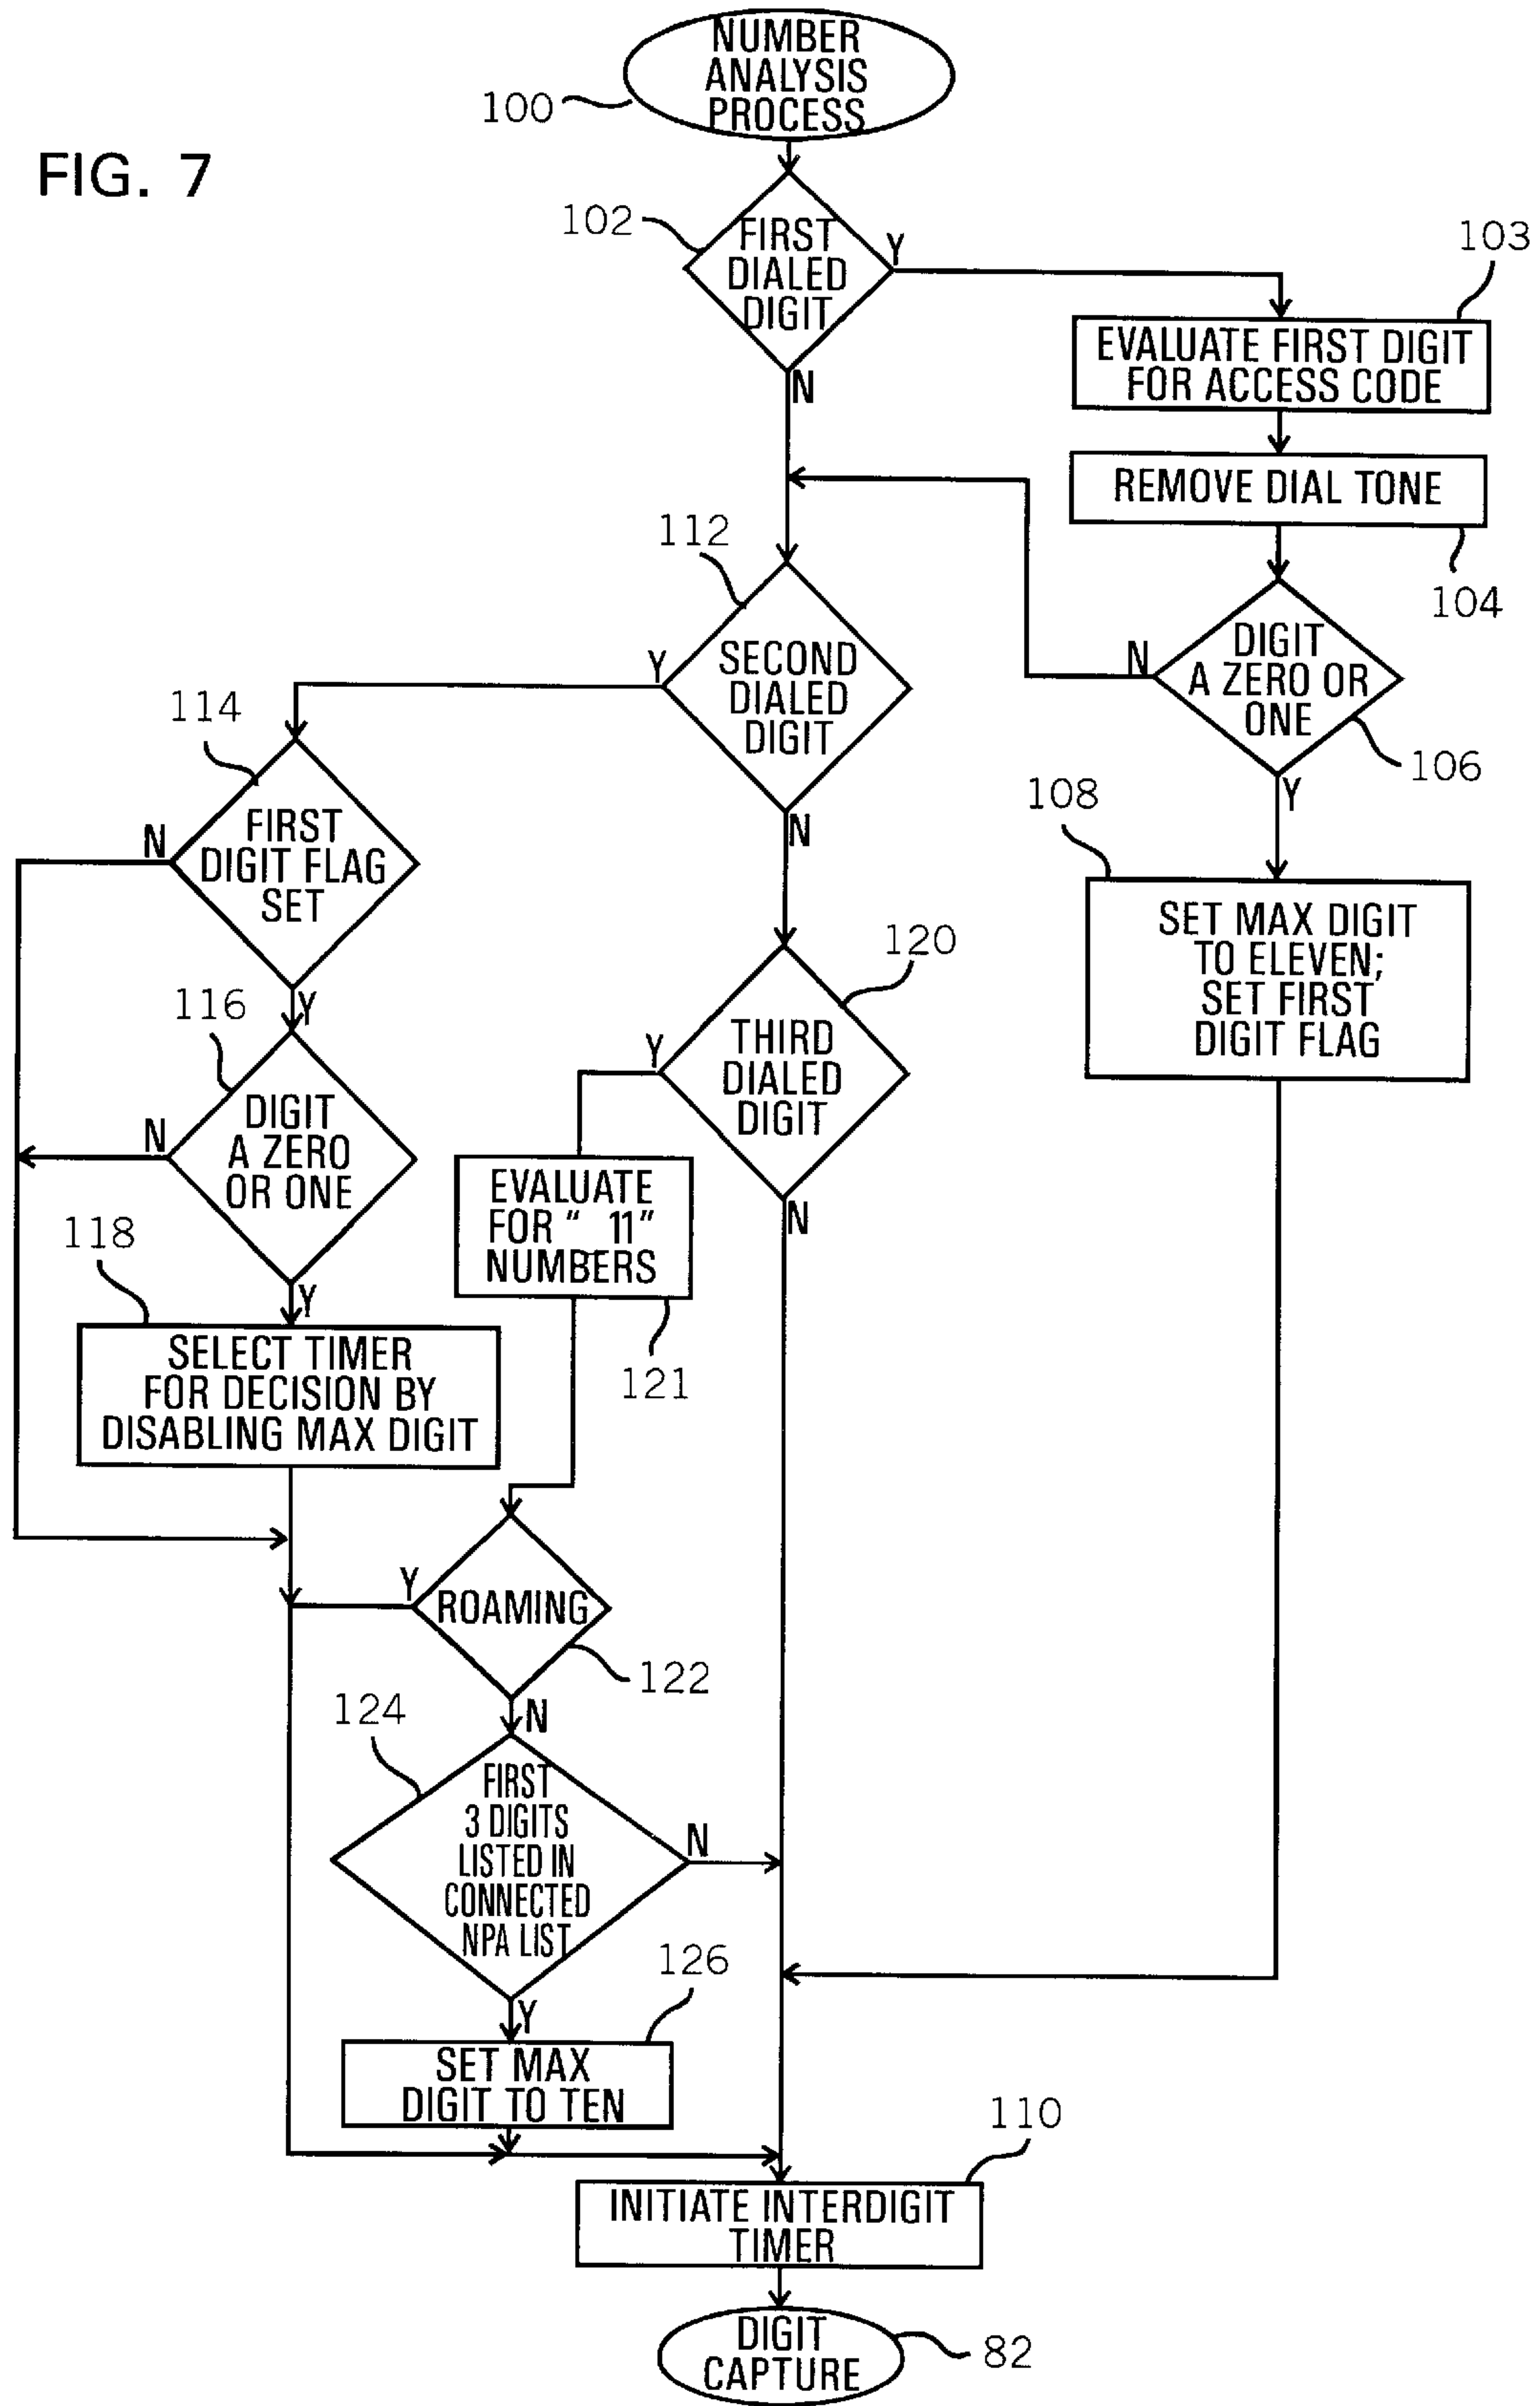 FIG. 7
NUMBER
ANALYSIS
PROCESS
100
102
FIRST
DIALED
DIGIT
Y
N
103
EVALUATE FIRST DIGIT
FOR ACCESS CODE
REMOVE DIAL TONE
104
DIGIT
A ZERO OR
ONE
N
Y
106
108
SET MAX DIGIT
TO ELEVEN;
SET FIRST
DIGIT FLAG
112
SECOND
DIALED
DIGIT
Y
N
114
FIRST
DIGIT FLAG
SET
N
Y
116
DIGIT
A ZERO
OR ONE
N
Y
118
SELECT TIMER
FOR DECISION BY
DISABLING MAX DIGIT
120
THIRD
DIALED
DIGIT
Y
N
EVALUATE
FOR "_11"
NUMBERS
121
ROAMING
Y
N
122
124
FIRST
3 DIGITS
LISTED IN
CONNECTED
NPA LIST
N
Y
126
SET MAX
DIGIT TO TEN
110
INITIATE INTERDIGIT
TIMER
DIGIT
CAPTURE
82